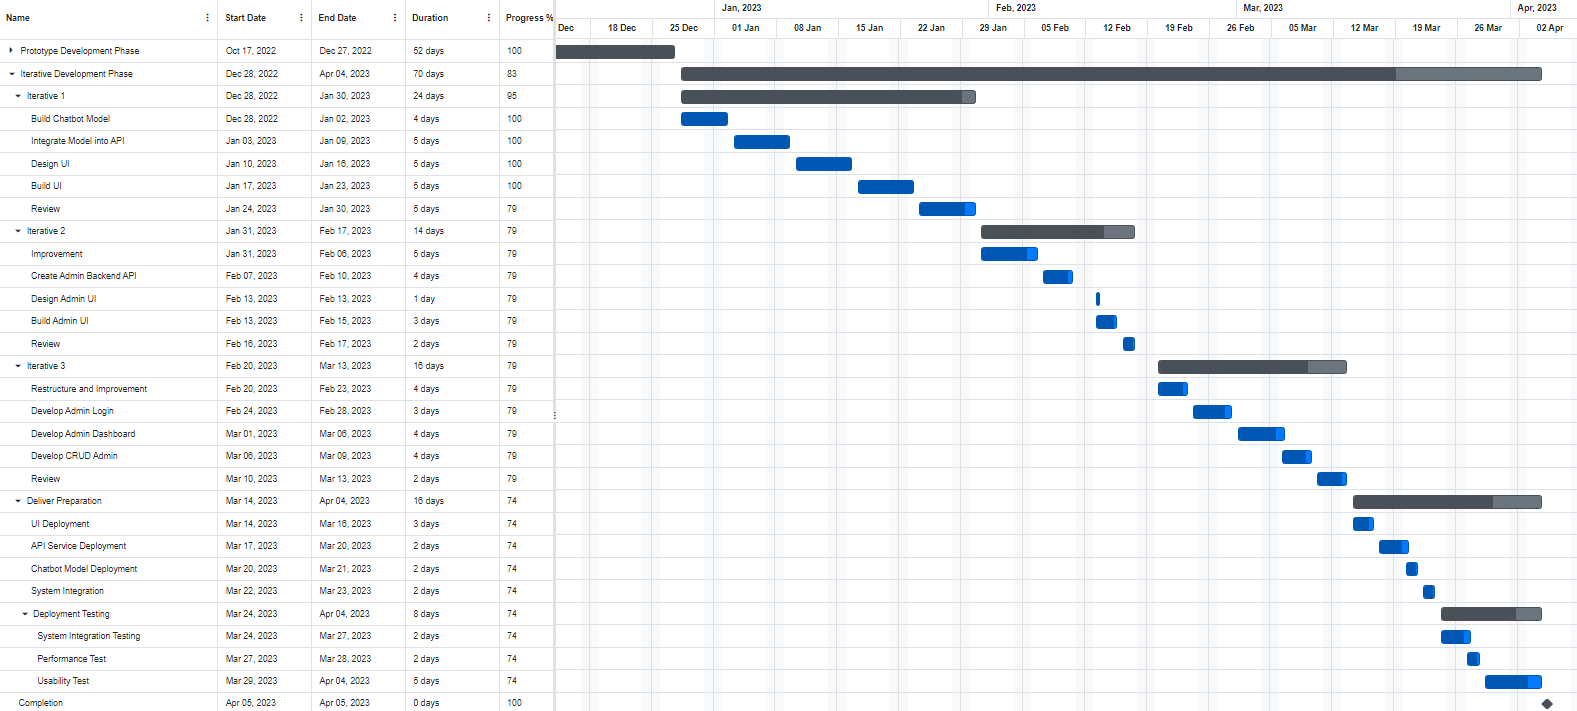 Jan, 2023 Feb, 2023 Mar, 2023 Apr, 2023
Name Start Date End Date Duration Progress %
Dec 18 Dec 25 Dec 01 Jan 08 Jan 15 Jan 22 Jan 29 Jan 05 Feb 12 Feb 19 Feb 26 Feb 05 Mar 12 Mar 19 Mar 26 Mar 02 Apr
Prototype Development Phase Oct 17, 2022 Dec 27, 2022 52 days 100
Iterative Development Phase Dec 28, 2022 Apr 04, 2023 70 days 83
Iterative 1 Dec 28, 2022 Jan 30, 2023 24 days 95
Build Chatbot Model Dec 28, 2022 Jan 02, 2023 4 days 100
Integrate Model into API Jan 03, 2023 Jan 09, 2023 5 days 100
Design UI Jan 10, 2023 Jan 16, 2023 5 days 100
Build UI Jan 17, 2023 Jan 23, 2023 5 days 100
Review Jan 24, 2023 Jan 30, 2023 5 days 79
Iterative 2 Jan 31, 2023 Feb 17, 2023 14 days 79
Improvement Jan 31, 2023 Feb 06, 2023 5 days 79
Create Admin Backend API Feb 07, 2023 Feb 10, 2023 4 days 79
Design Admin UI Feb 13, 2023 Feb 13, 2023 1 day 79
Build Admin UI Feb 13, 2023 Feb 15, 2023 3 days 79
Review Feb 16, 2023 Feb 17, 2023 2 days 79
Iterative 3 Feb 20, 2023 Mar 13, 2023 16 days 79
Restructure and Improvement Feb 20, 2023 Feb 23, 2023 4 days 79
Develop Admin Login Feb 24, 2023 Feb 28, 2023 3 days 79
Develop Admin Dashboard Mar 01, 2023 Mar 06, 2023 4 days 79
Develop CRUD Admin Mar 06, 2023 Mar 09, 2023 4 days 79
Review Mar 10, 2023 Mar 13, 2023 2 days 79
Deliver Preparation Mar 14, 2023 Apr 04, 2023 16 days 74
UI Deployment Mar 14, 2023 Mar 16, 2023 3 days 74
API Service Deployment Mar 17, 2023 Mar 20, 2023 2 days 74
Chatbot Model Deployment Mar 20, 2023 Mar 21, 2023 2 days 74
System Integration Mar 22, 2023 Mar 23, 2023 2 days 74
Deployment Testing Mar 24, 2023 Apr 04, 2023 8 days 74
System Integration Testing Mar 24, 2023 Mar 27, 2023 2 days 74
Performance Test Mar 27, 2023 Mar 28, 2023 2 days 74
Usability Test Mar 29, 2023 Apr 04, 2023 5 days 74
Completion Apr 05, 2023 Apr 05, 2023 0 days 100